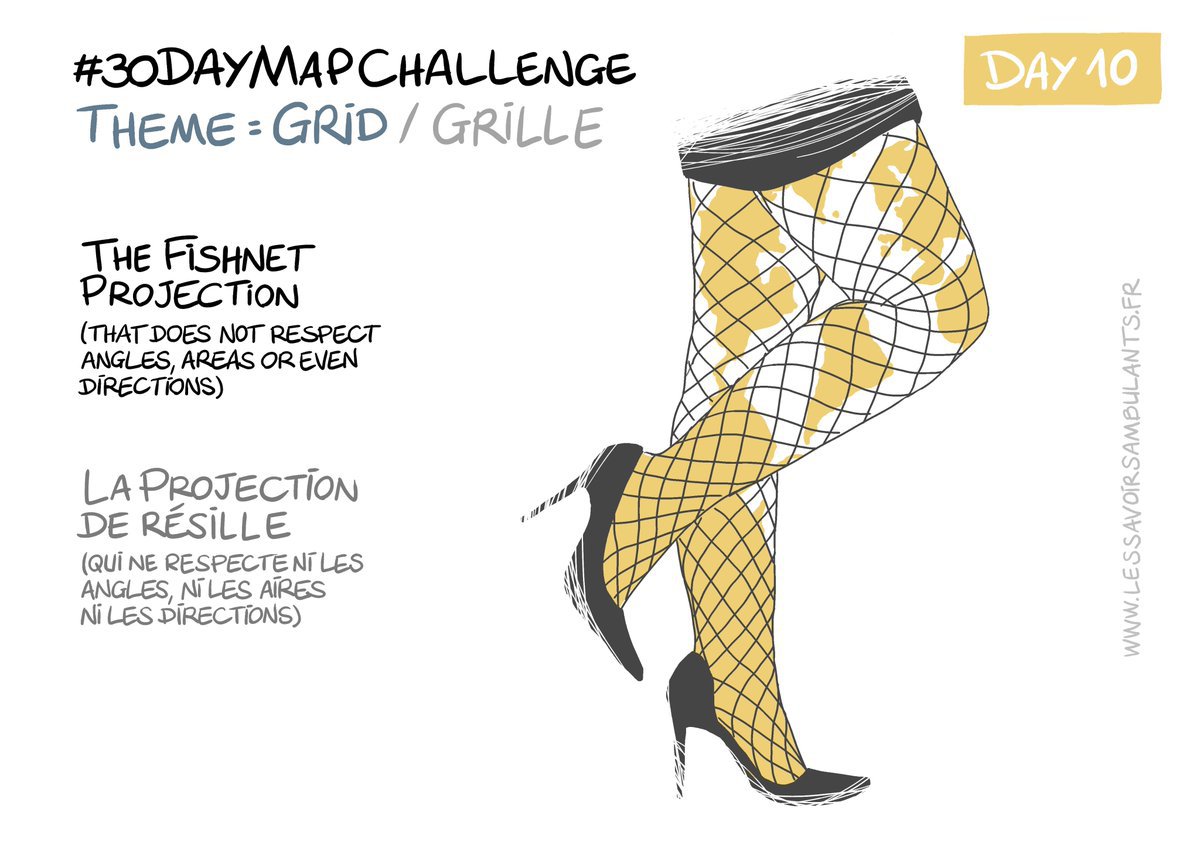 #30DAYMAPCHALLENGE
THEME = GRID / GRILLE
DAY 10
THE FISHNET
PROJECTION
(THAT DOES NOT RESPECT
ANGLES, AREAS OR EVEN
DIRECTIONS)
LA PROJECTION
DE RÉSILLE
(QUI NE RESPECTE NI LES
ANGLES, NI LES AIRES
NI LES DIRECTIONS)
WWW.LESSAVOIRSAMBULANTS.FR